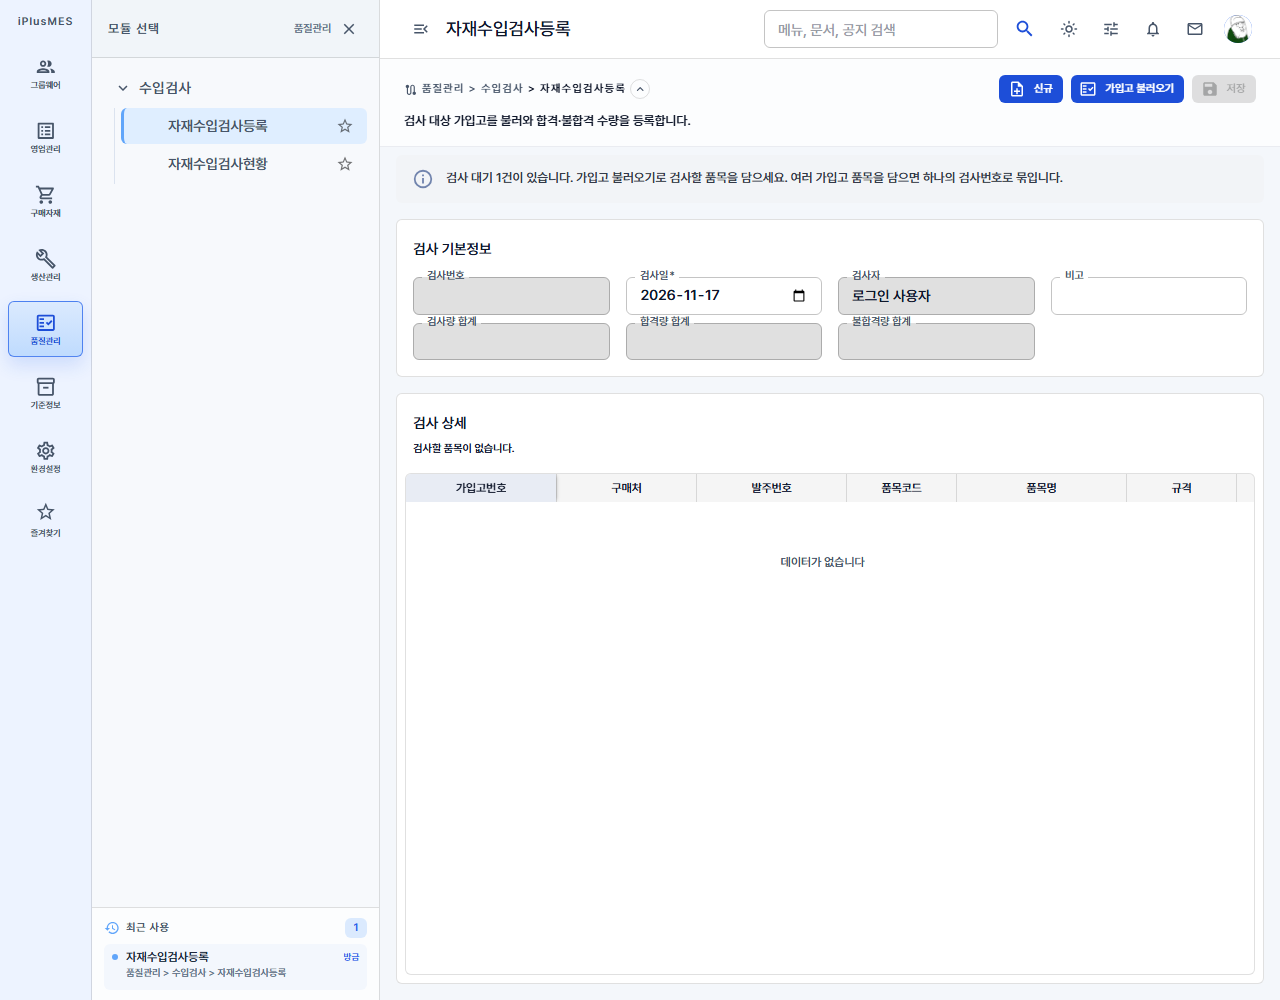 iPlusMES
그룹웨어
영업관리
구매자재
생산관리
품질관리
기준정보
환경설정
즐겨찾기
모듈 선택
품질관리
수입검사
자재수입검사등록
자재수입검사현황
최근 사용
1
자재수입검사등록
방금
품질관리 > 수입검사 > 자재수입검사등록
자재수입검사등록
메뉴, 문서, 공지 검색
품질관리 > 수입검사 > 자재수입검사등록
신규
가입고 불러오기
저장
검사 대상 가입고를 불러와 합격·불합격 수량을 등록합니다.
검사 대기 1건이 있습니다. 가입고 불러오기로 검사할 품목을 담으세요. 여러 가입고 품목을 담으면 하나의 검사번호로 묶입니다.
검사 기본정보
검사번호
검사일*
2026-11-17
검사자
로그인 사용자
비고
검사량 합계
합격량 합계
불합격량 합계
검사 상세
검사할 품목이 없습니다.
가입고번호 구매처 발주번호 품목코드 품목명 규격
데이터가 없습니다